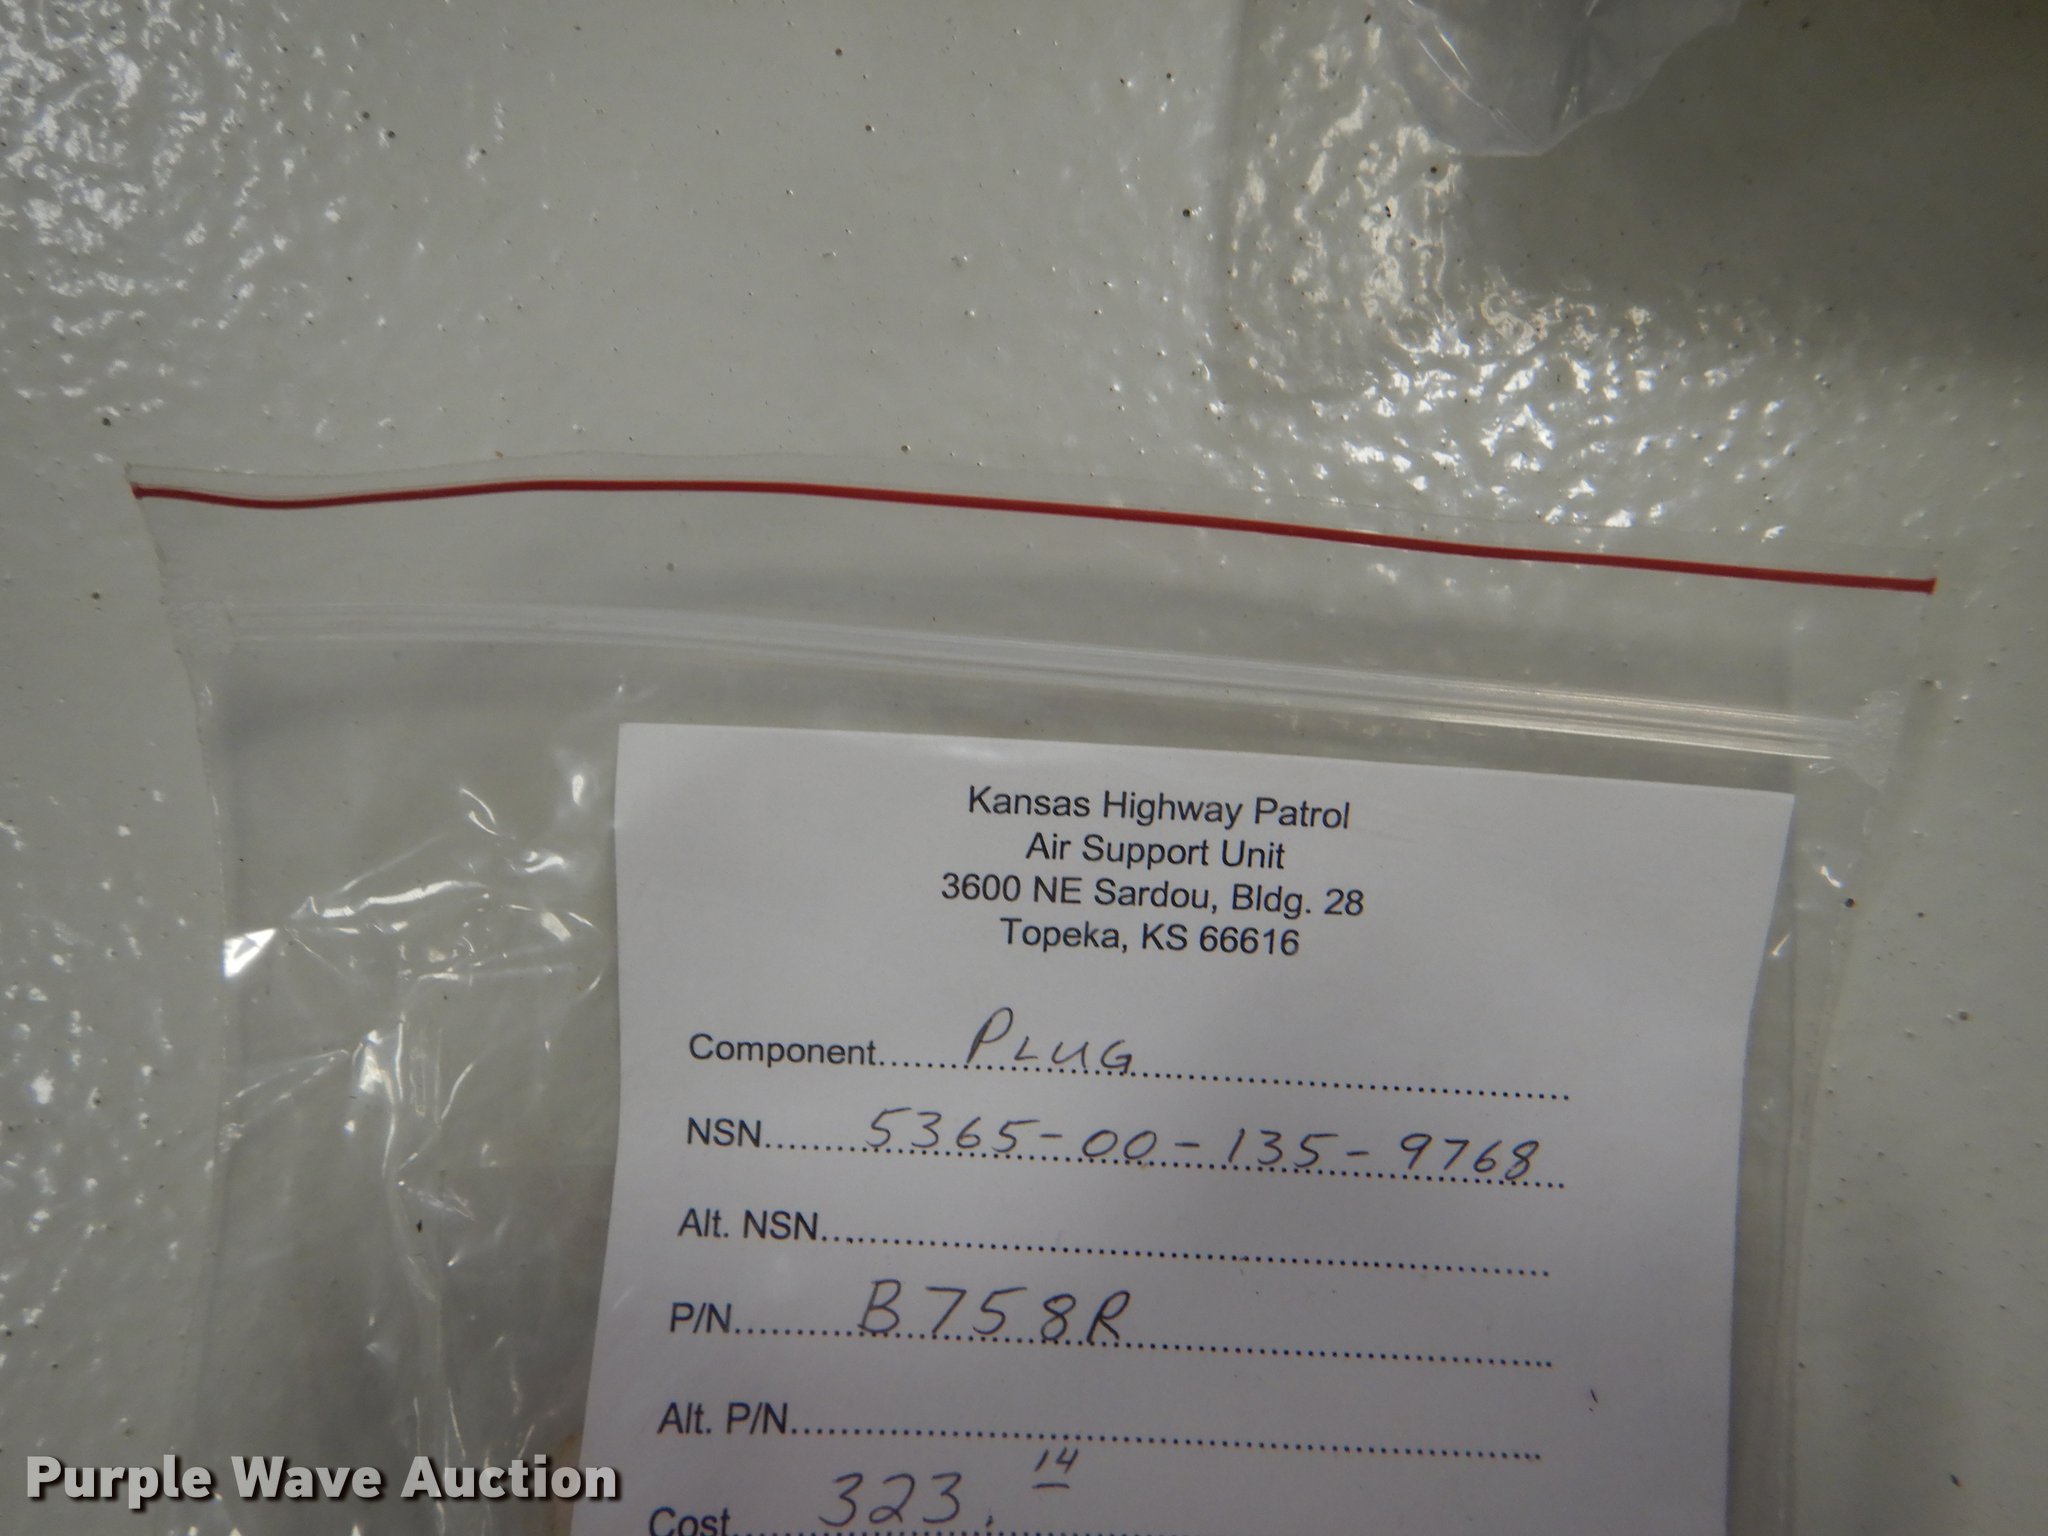 Kansas Highway Patrol
Air Support Unit
3600 NE Sardou, Bldg. 28
Topeka, KS 66616
Component...... PLUG
NSN....... 5365-00-135-9768
Alt. NSN.......
P/N....... B758R
Alt. P/N.......
Cost....... 323.14
Purple Wave Auction